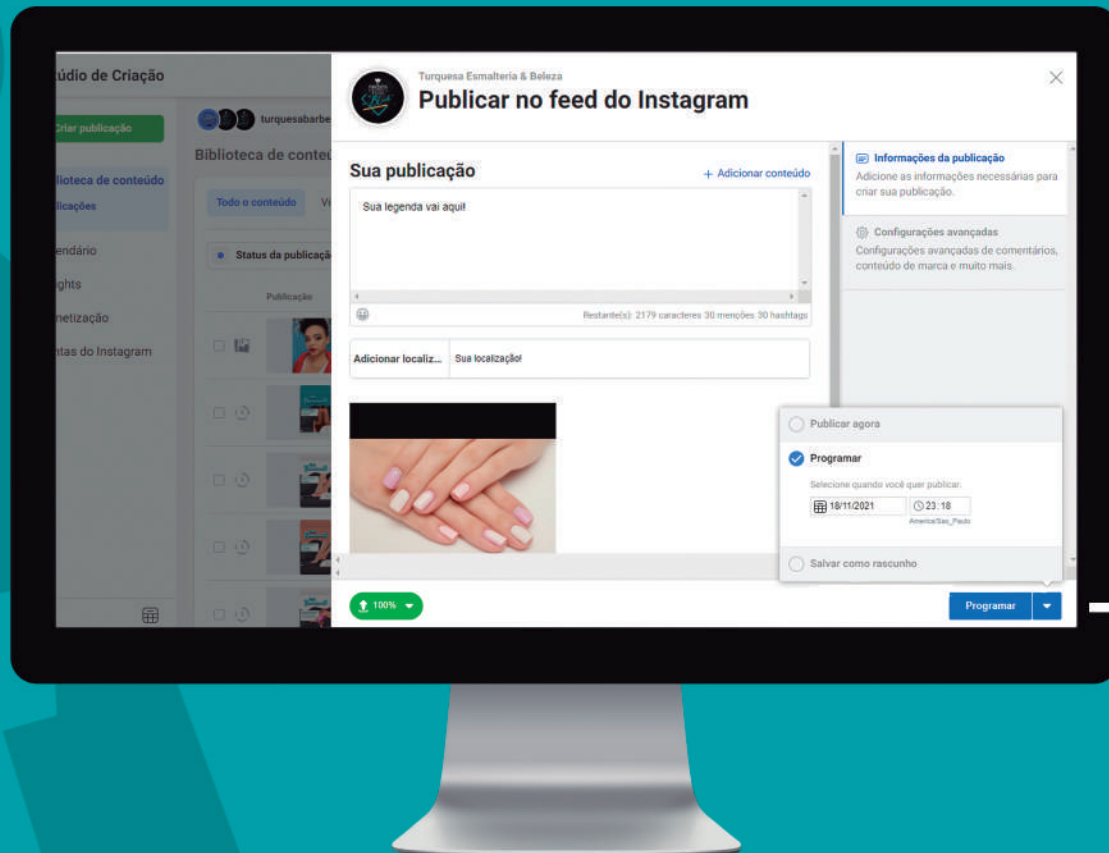 túdio de Criação
Criar publicação
blioteca de conteúdo
licações
endário
ights
netização
ntas do Instagram
turquesabarbe
Biblioteca de conteú
Todo o conteúdo
Status da publicaçã
Publicação
Turquesa Esmalteria & Beleza
Publicar no feed do Instagram
Sua publicação
+ Adicionar conteúdo
Sua legenda vai aqui!
Restante(s): 2179 caracteres 30 menções 30 hashtags
Adicionar localiz... Sua localização!
Informações da publicação
Adicione as informações necessárias para
criar sua publicação.
Configurações avançadas
Configurações avançadas de comentários,
conteúdo de marca e muito mais.
Publicar agora
Programar
Selecione quando você quer publicar.
18/11/2021 23:18
America/Sao_Paulo
Salvar como rascunho
100%
Programar